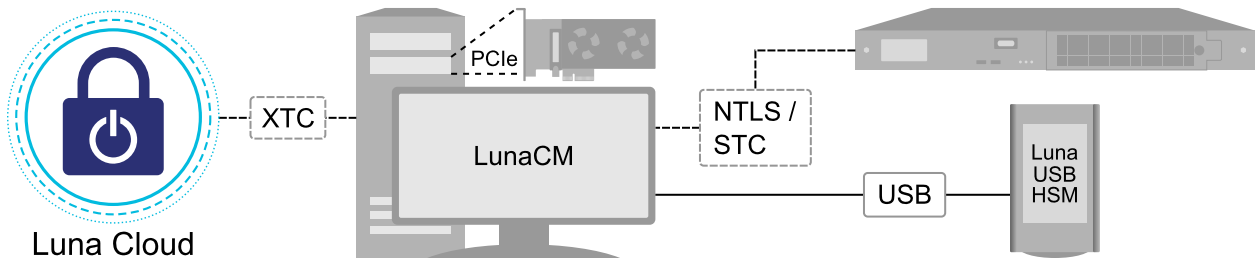 PCIe
XTC
NTLS /
STC
LunaCM
Luna
USB
HSM
USB
Luna Cloud